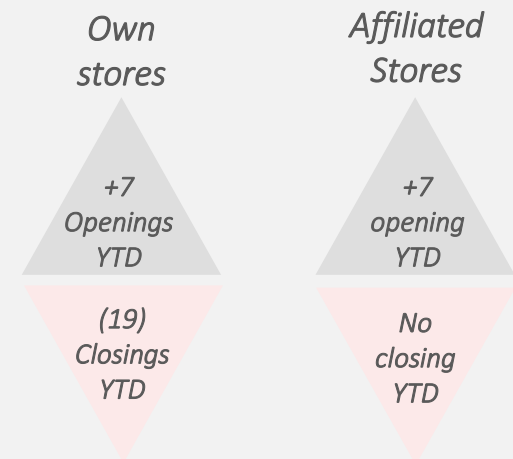 Own
stores
+7
Openings
YTD
(19)
Closings
YTD
Affiliated
Stores
+7
opening
YTD
No
closing
YTD